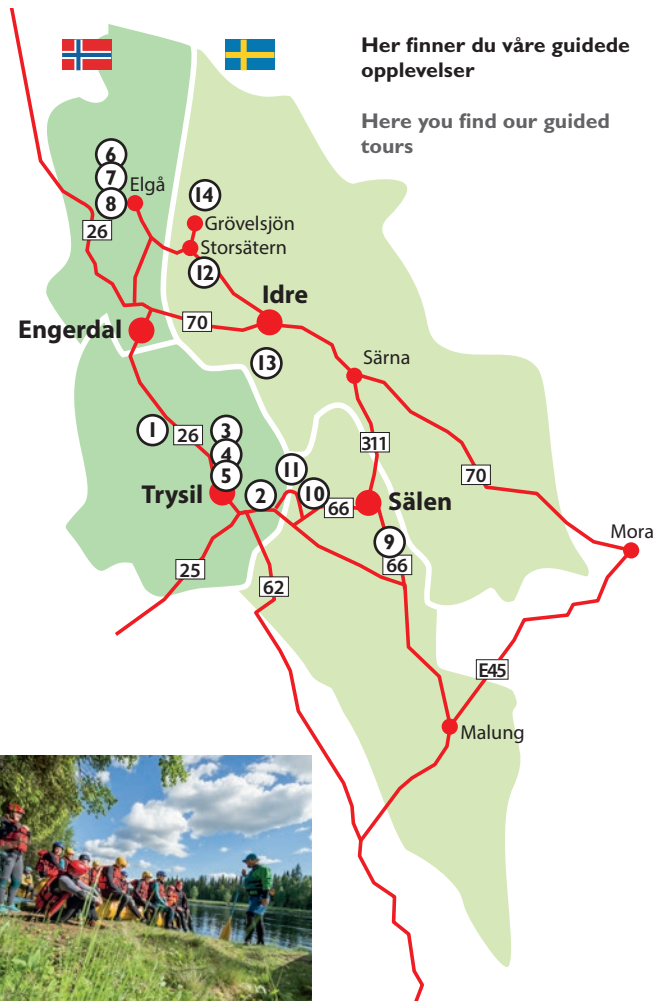 Her finner du våre guidede
opplevelser
Here you find our guided
tours
6
7
8
Elgå
14
Grövelsjön
26
Storsätern
12
Idre
Engerdal
70
13
Särna
1
26
3
4
5
311
11
70
Trysil
2
10
66
Sälen
9
Mora
25
62
66
E45
Malung